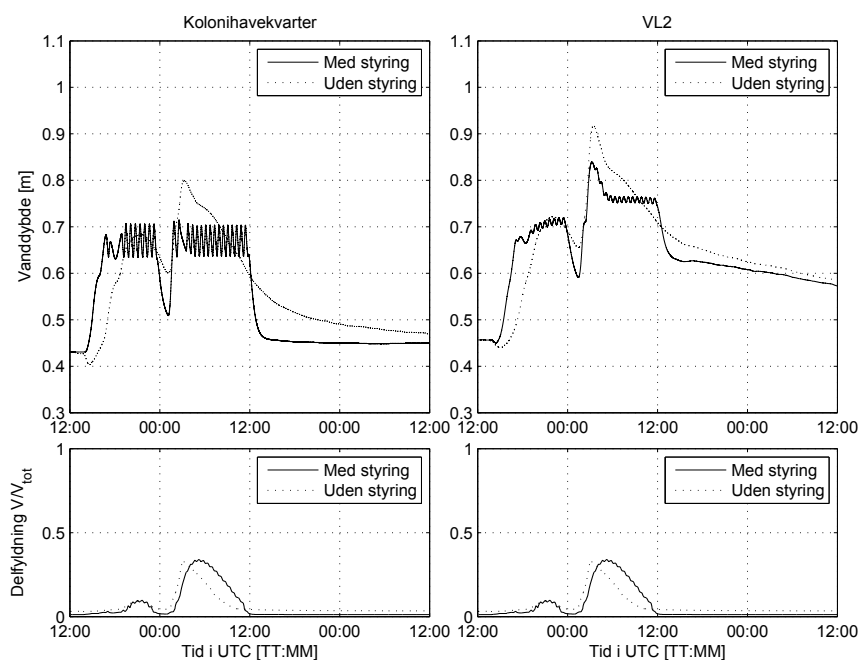 Kolonihavekvarter
VL2
1.1
1
0.9
0.8
0.7
0.6
0.5
0.4
0.3
Vanddybde [m]
Med styring
Uden styring
12:00 00:00 12:00 00:00 12:00
1.1
1
0.9
0.8
0.7
0.6
0.5
0.4
0.3
Med styring
Uden styring
12:00 00:00 12:00 00:00 12:00
1
0.5
0
Delfyldning V/Vtot
Med styring
Uden styring
12:00 00:00 12:00 00:00 12:00
Tid i UTC [TT:MM]
1
0.5
0
Med styring
Uden styring
12:00 00:00 12:00 00:00 12:00
Tid i UTC [TT:MM]